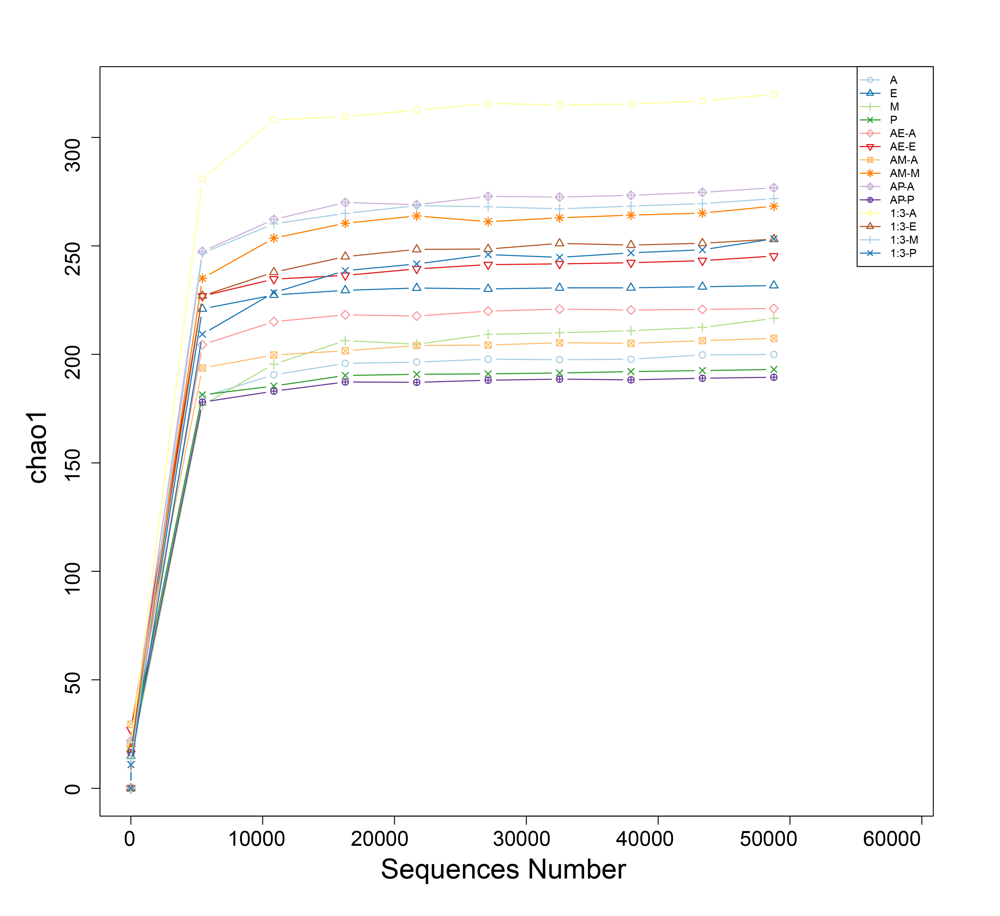 A
E
M
P
AE-A
AE-E
AM-A
AM-M
AP-A
AP-P
1:3-A
1:3-E
1:3-M
1:3-P
300
250
200
150
100
50
0
chao1
0 10000 20000 30000 40000 50000 60000
Sequences Number